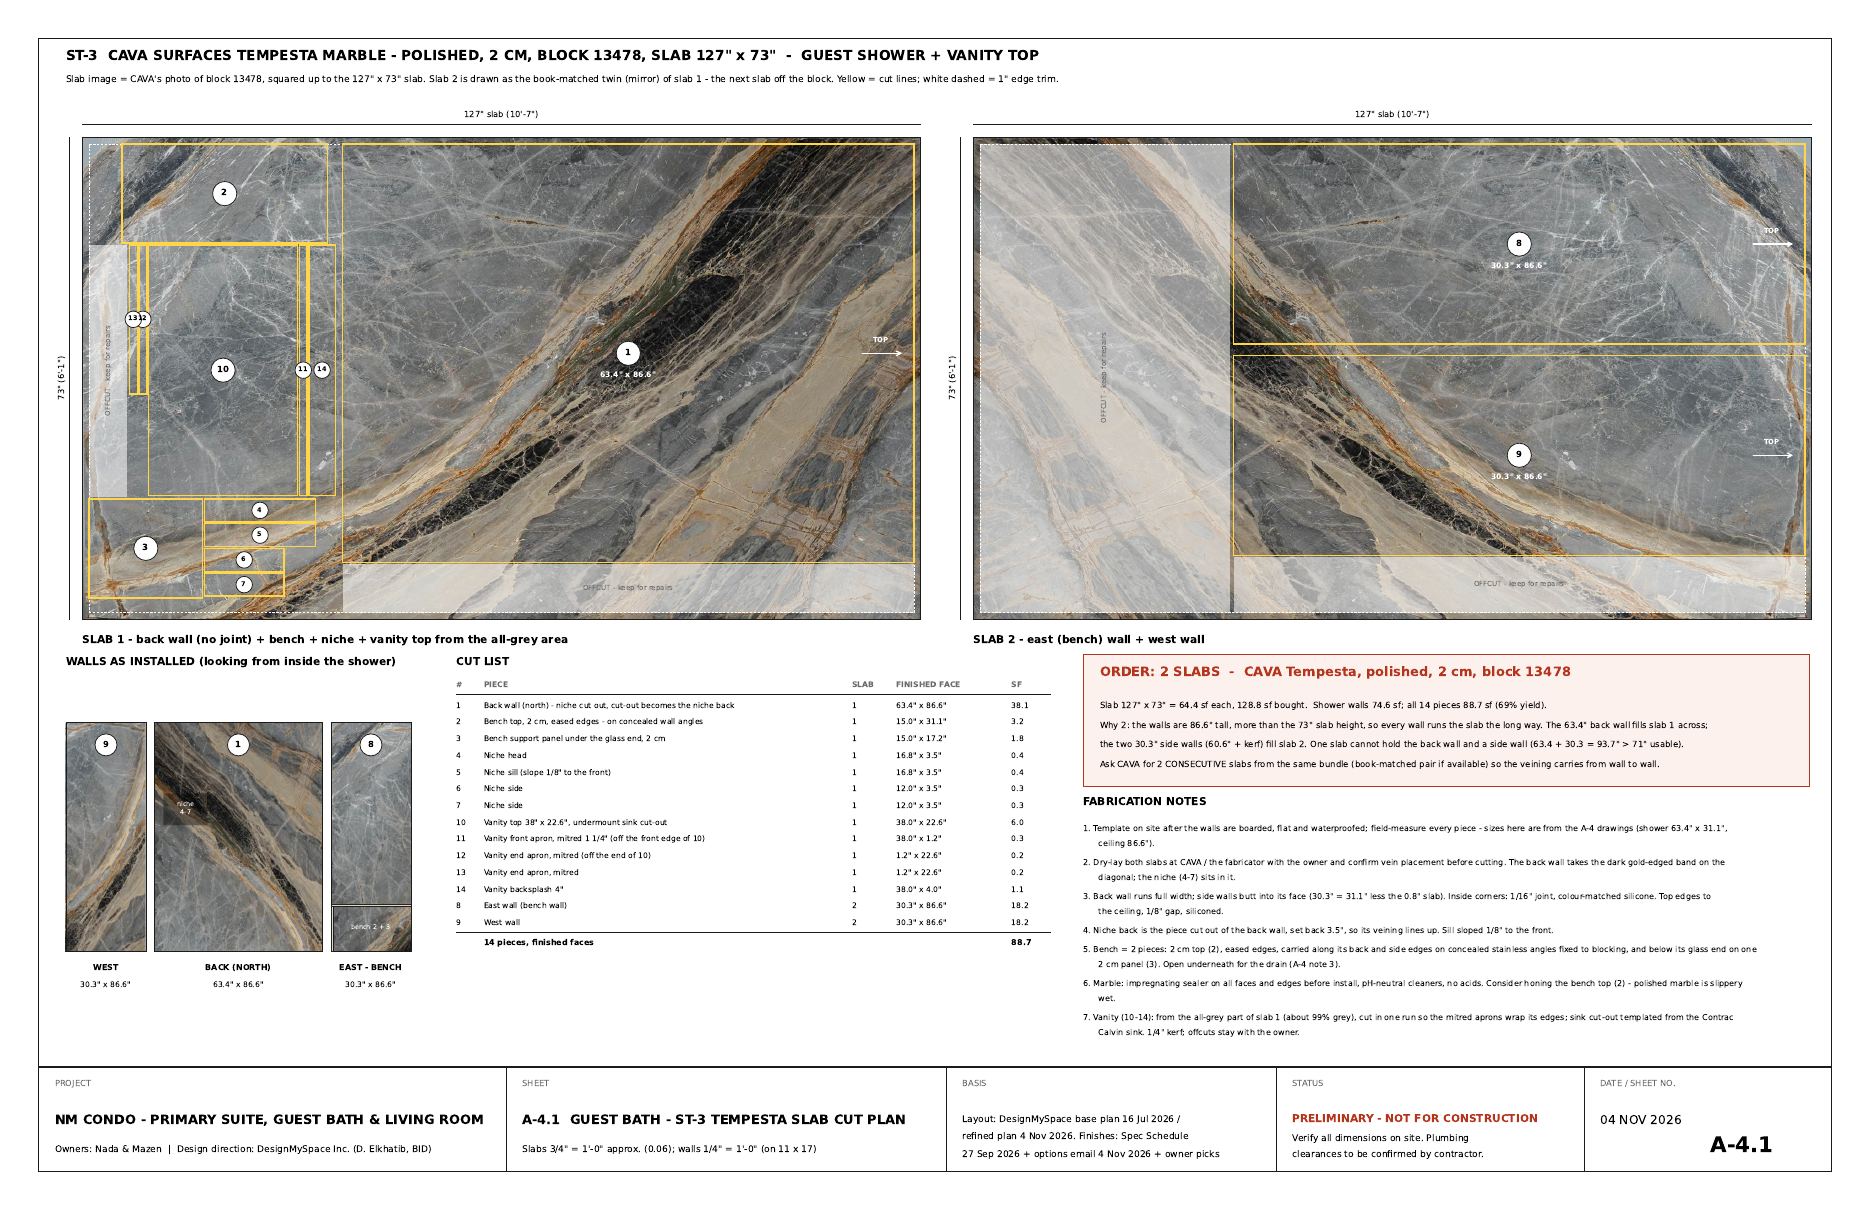 ST-3 CAVA SURFACES TEMPESTA MARBLE - POLISHED, 2 CM, BLOCK 13478, SLAB 127" x 73" - GUEST SHOWER + VANITY TOP
Slab image = CAVA's photo of block 13478, squared up to the 127" x 73" slab. Slab 2 is drawn as the book-matched twin (mirror) of slab 1 - the next slab off the block. Yellow = cut lines; white dashed = 1" edge trim.
127" slab (10'-7")
73" (6'-1")
2
13
12
10
11
14
OFFCUT - keep for repairs
1
63.4" x 86.6"
TOP
3
4
5
6
7
OFFCUT - keep for repairs
SLAB 1 - back wall (no joint) + bench + niche + vanity top from the all-grey area
127" slab (10'-7")
73" (6'-1")
OFFCUT - keep for repairs
8
30.3" x 86.6"
TOP
9
30.3" x 86.6"
TOP
OFFCUT - keep for repairs
SLAB 2 - east (bench) wall + west wall
WALLS AS INSTALLED (looking from inside the shower)
9
1
8
niche
4-7
bench 2 + 3
WEST
30.3" x 86.6"
BACK (NORTH)
63.4" x 86.6"
EAST - BENCH
30.3" x 86.6"
CUT LIST
# PIECE SLAB FINISHED FACE SF
1 Back wall (north) - niche cut out, cut-out becomes the niche back 1 63.4" x 86.6" 38.1
2 Bench top, 2 cm, eased edges - on concealed wall angles 1 15.0" x 31.1" 3.2
3 Bench support panel under the glass end, 2 cm 1 15.0" x 17.2" 1.8
4 Niche head 1 16.8" x 3.5" 0.4
5 Niche sill (slope 1/8" to the front) 1 16.8" x 3.5" 0.4
6 Niche side 1 12.0" x 3.5" 0.3
7 Niche side 1 12.0" x 3.5" 0.3
10 Vanity top 38" x 22.6", undermount sink cut-out 1 38.0" x 22.6" 6.0
11 Vanity front apron, mitred 1 1/4" (off the front edge of 10) 1 38.0" x 1.2" 0.3
12 Vanity end apron, mitred (off the end of 10) 1 1.2" x 22.6" 0.2
13 Vanity end apron, mitred 1 1.2" x 22.6" 0.2
14 Vanity backsplash 4" 1 38.0" x 4.0" 1.1
8 East wall (bench wall) 2 30.3" x 86.6" 18.2
9 West wall 2 30.3" x 86.6" 18.2
14 pieces, finished faces 88.7
ORDER: 2 SLABS - CAVA Tempesta, polished, 2 cm, block 13478
Slab 127" x 73" = 64.4 sf each, 128.8 sf bought. Shower walls 74.6 sf; all 14 pieces 88.7 sf (69% yield).
Why 2: the walls are 86.6" tall, more than the 73" slab height, so every wall runs the slab the long way. The 63.4" back wall fills slab 1 across;
the two 30.3" side walls (60.6" + kerf) fill slab 2. One slab cannot hold the back wall and a side wall (63.4 + 30.3 = 93.7" > 71" usable).
Ask CAVA for 2 CONSECUTIVE slabs from the same bundle (book-matched pair if available) so the veining carries from wall to wall.
FABRICATION NOTES
1. Template on site after the walls are boarded, flat and waterproofed; field-measure every piece - sizes here are from the A-4 drawings (shower 63.4" x 31.1",
ceiling 86.6").
2. Dry-lay both slabs at CAVA / the fabricator with the owner and confirm vein placement before cutting. The back wall takes the dark gold-edged band on the
diagonal; the niche (4-7) sits in it.
3. Back wall runs full width; side walls butt into its face (30.3" = 31.1" less the 0.8" slab). Inside corners: 1/16" joint, colour-matched silicone. Top edges to
the ceiling, 1/8" gap, siliconed.
4. Niche back is the piece cut out of the back wall, set back 3.5", so its veining lines up. Sill sloped 1/8" to the front.
5. Bench = 2 pieces: 2 cm top (2), eased edges, carried along its back and side edges on concealed stainless angles fixed to blocking, and below its glass end on one
2 cm panel (3). Open underneath for the drain (A-4 note 3).
6. Marble: impregnating sealer on all faces and edges before install, pH-neutral cleaners, no acids. Consider honing the bench top (2) - polished marble is slippery
wet.
7. Vanity (10-14): from the all-grey part of slab 1 (about 99% grey), cut in one run so the mitred aprons wrap its edges; sink cut-out templated from the Contrac
Calvin sink. 1/4" kerf; offcuts stay with the owner.
PROJECT
NM CONDO - PRIMARY SUITE, GUEST BATH & LIVING ROOM
Owners: Nada & Mazen | Design direction: DesignMySpace Inc. (D. Elkhatib, BID)
SHEET
A-4.1 GUEST BATH - ST-3 TEMPESTA SLAB CUT PLAN
Slabs 3/4" = 1'-0" approx. (0.06); walls 1/4" = 1'-0" (on 11 x 17)
BASIS
Layout: DesignMySpace base plan 16 Jul 2026 /
refined plan 4 Nov 2026. Finishes: Spec Schedule
27 Sep 2026 + options email 4 Nov 2026 + owner picks
STATUS
PRELIMINARY - NOT FOR CONSTRUCTION
Verify all dimensions on site. Plumbing
clearances to be confirmed by contractor.
DATE / SHEET NO.
04 NOV 2026
A-4.1